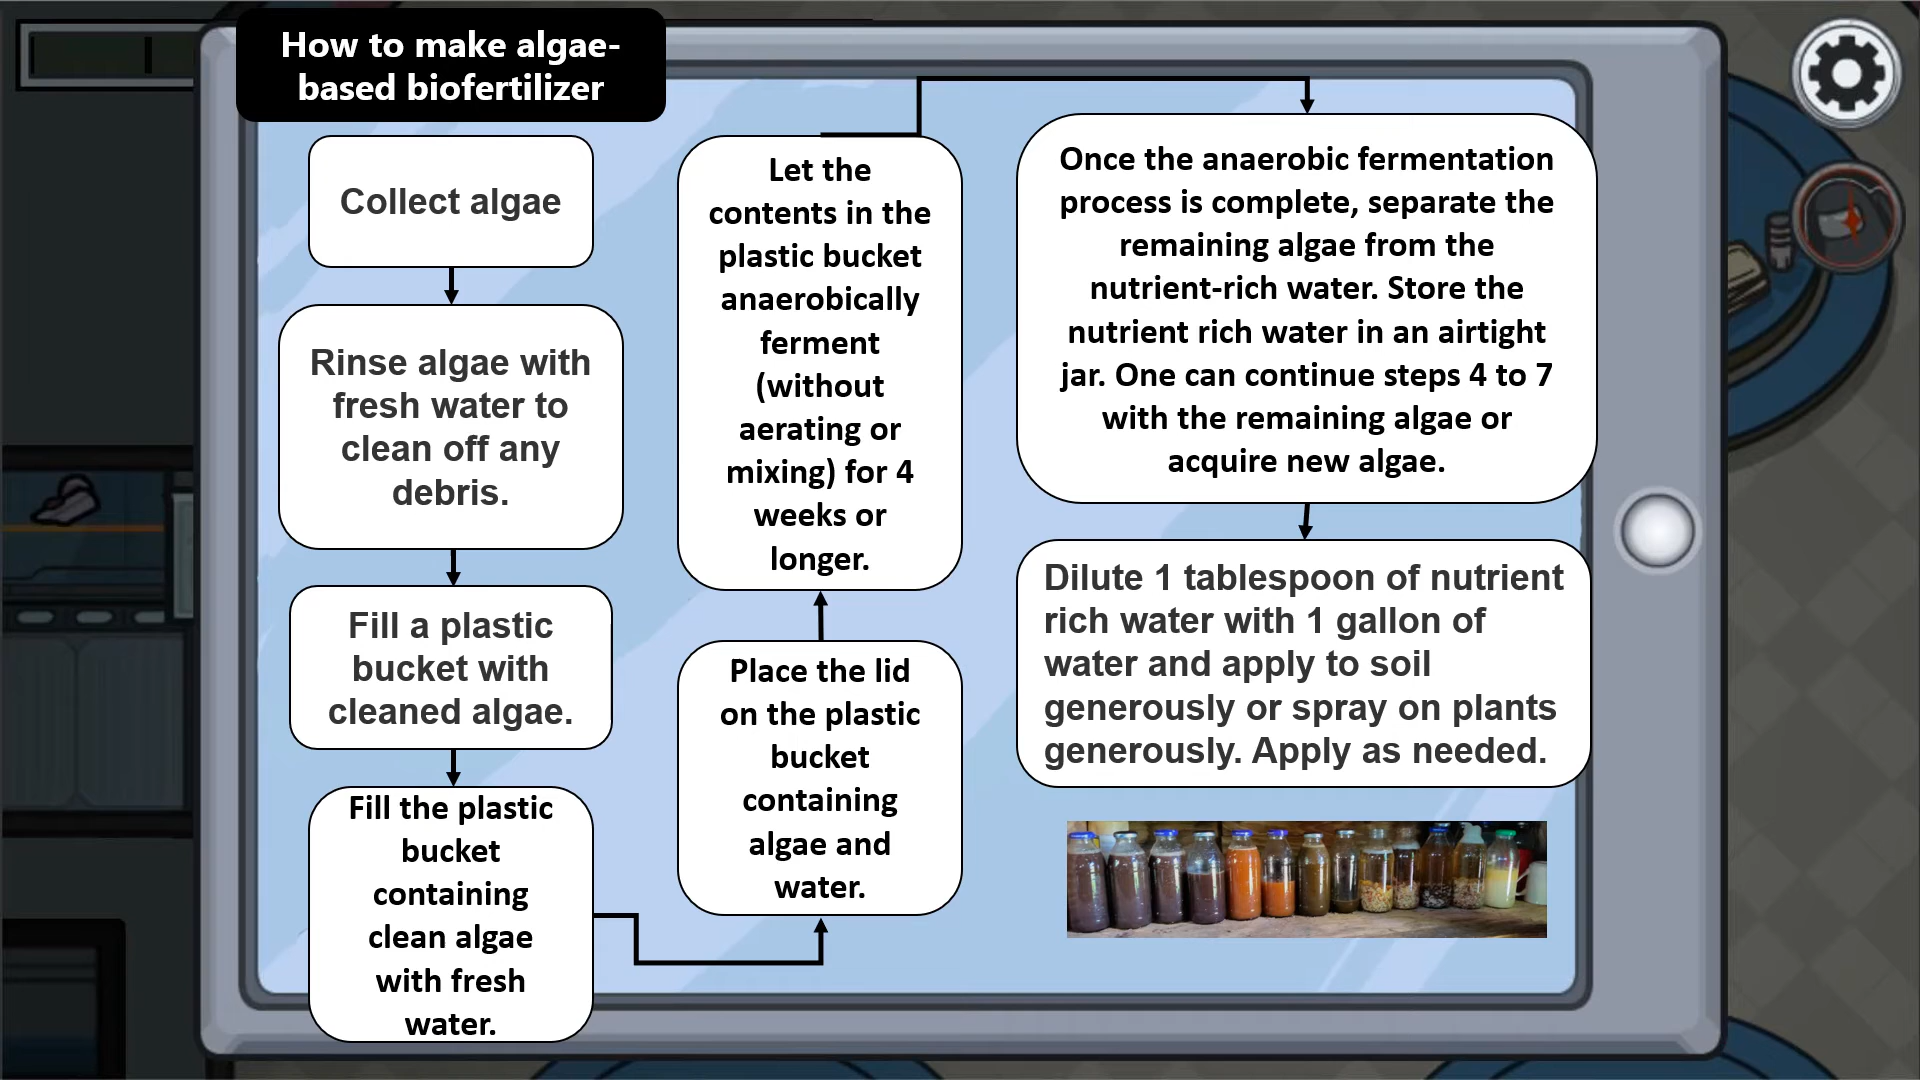 How to make algae-
based biofertilizer
Collect algae
Rinse algae with
fresh water to
clean off any
debris.
Fill a plastic
bucket with
cleaned algae.
Fill the plastic
bucket
containing
clean algae
with fresh
water.
Place the lid
on the plastic
bucket
containing
algae and
water.
Let the
contents in the
plastic bucket
anaerobically
ferment
(without
aerating or
mixing) for 4
weeks or
longer.
Once the anaerobic fermentation
process is complete, separate the
remaining algae from the
nutrient-rich water. Store the
nutrient rich water in an airtight
jar. One can continue steps 4 to 7
with the remaining algae or
acquire new algae.
Dilute 1 tablespoon of nutrient
rich water with 1 gallon of
water and apply to soil
generously or spray on plants
generously. Apply as needed.